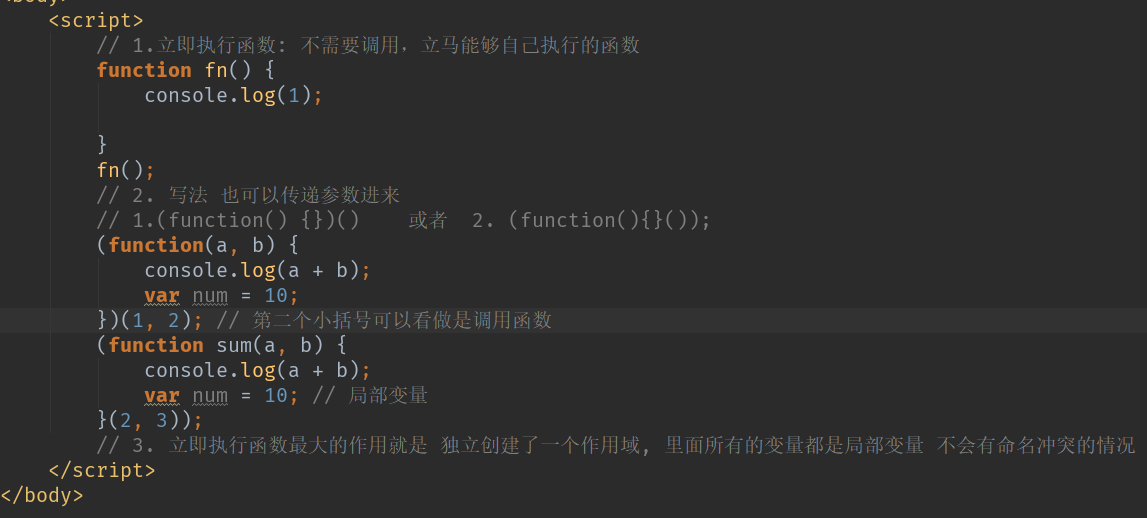 <body>
<script>
// 1.立即执行函数: 不需要调用，立马能够自己执行的函数
function fn() {
console.log(1);
}
fn();
// 2. 写法 也可以传递参数进来
// 1.(function() {})()    或者  2. (function(){}());
(function(a, b) {
console.log(a + b);
var num = 10;
})(1, 2); // 第二个小括号可以看做是调用函数
(function sum(a, b) {
console.log(a + b);
var num = 10; // 局部变量
}(2, 3));
// 3. 立即执行函数最大的作用就是 独立创建了一个作用域, 里面所有的变量都是局部变量 不会有命名冲突的情况
</script>
</body>